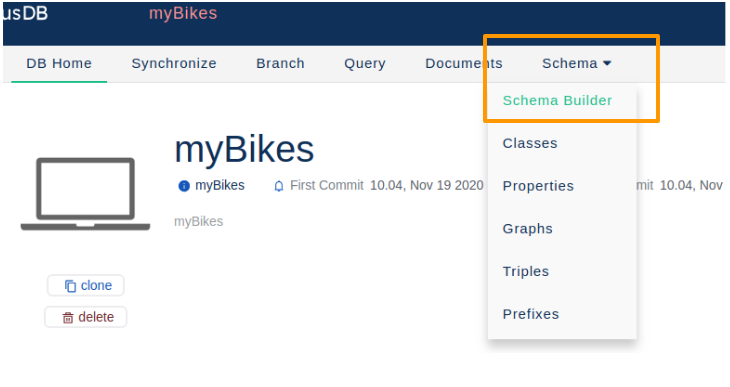 usDB myBikes
DB Home Synchronize Branch Query Documents Schema
Schema Builder
Classes
myBikes
Properties
myBikes First Commit 10.04, Nov 19 2020 mit 10.04, Nov
myBikes
Graphs
Triples
clone
Prefixes
delete